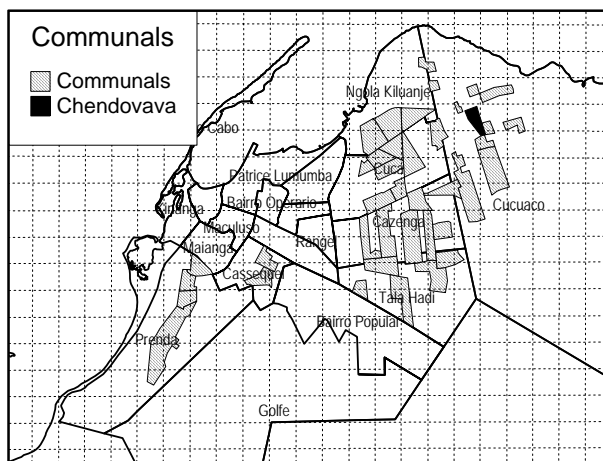 Communals
Communals
Chendovava
Ngola Kiluanje
Cabo
Cuca
Patrice Lumumba
Bairro Operario
Kinanga
Cucuaco
Maculuso
Cazenga
Maianga
Rangel
Cassequel
Tala Hadi
Bairro Popular
Prenda
Golfe